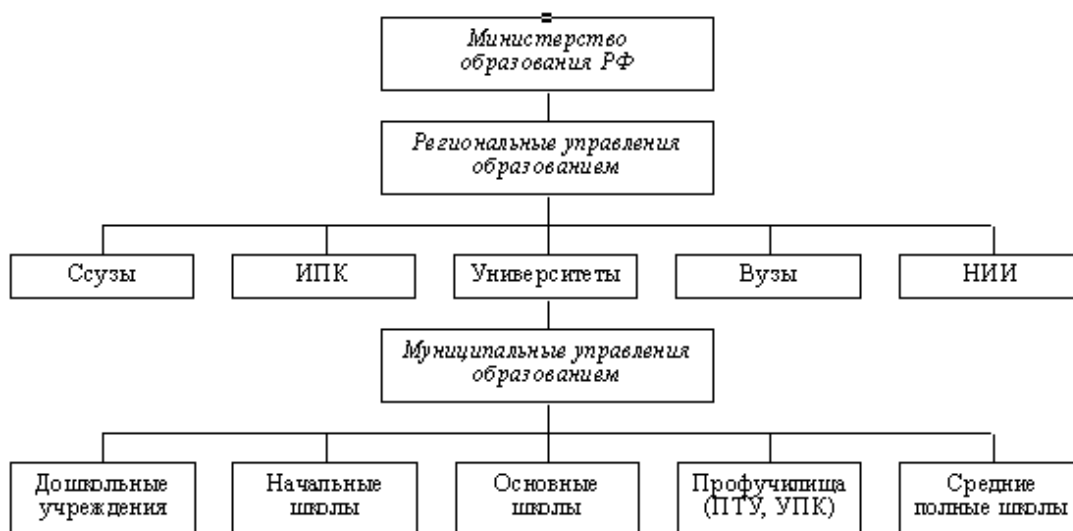 Министерство
образования РФ
Региональные управления
образованием
Ссузы
ИПК
Университеты
Вузы
НИИ
Муниципальные управления
образованием
Дошкольные
учреждения
Начальные
школы
Основные
школы
Профучилища
(ПТУ, УПК)
Средние
полные школы